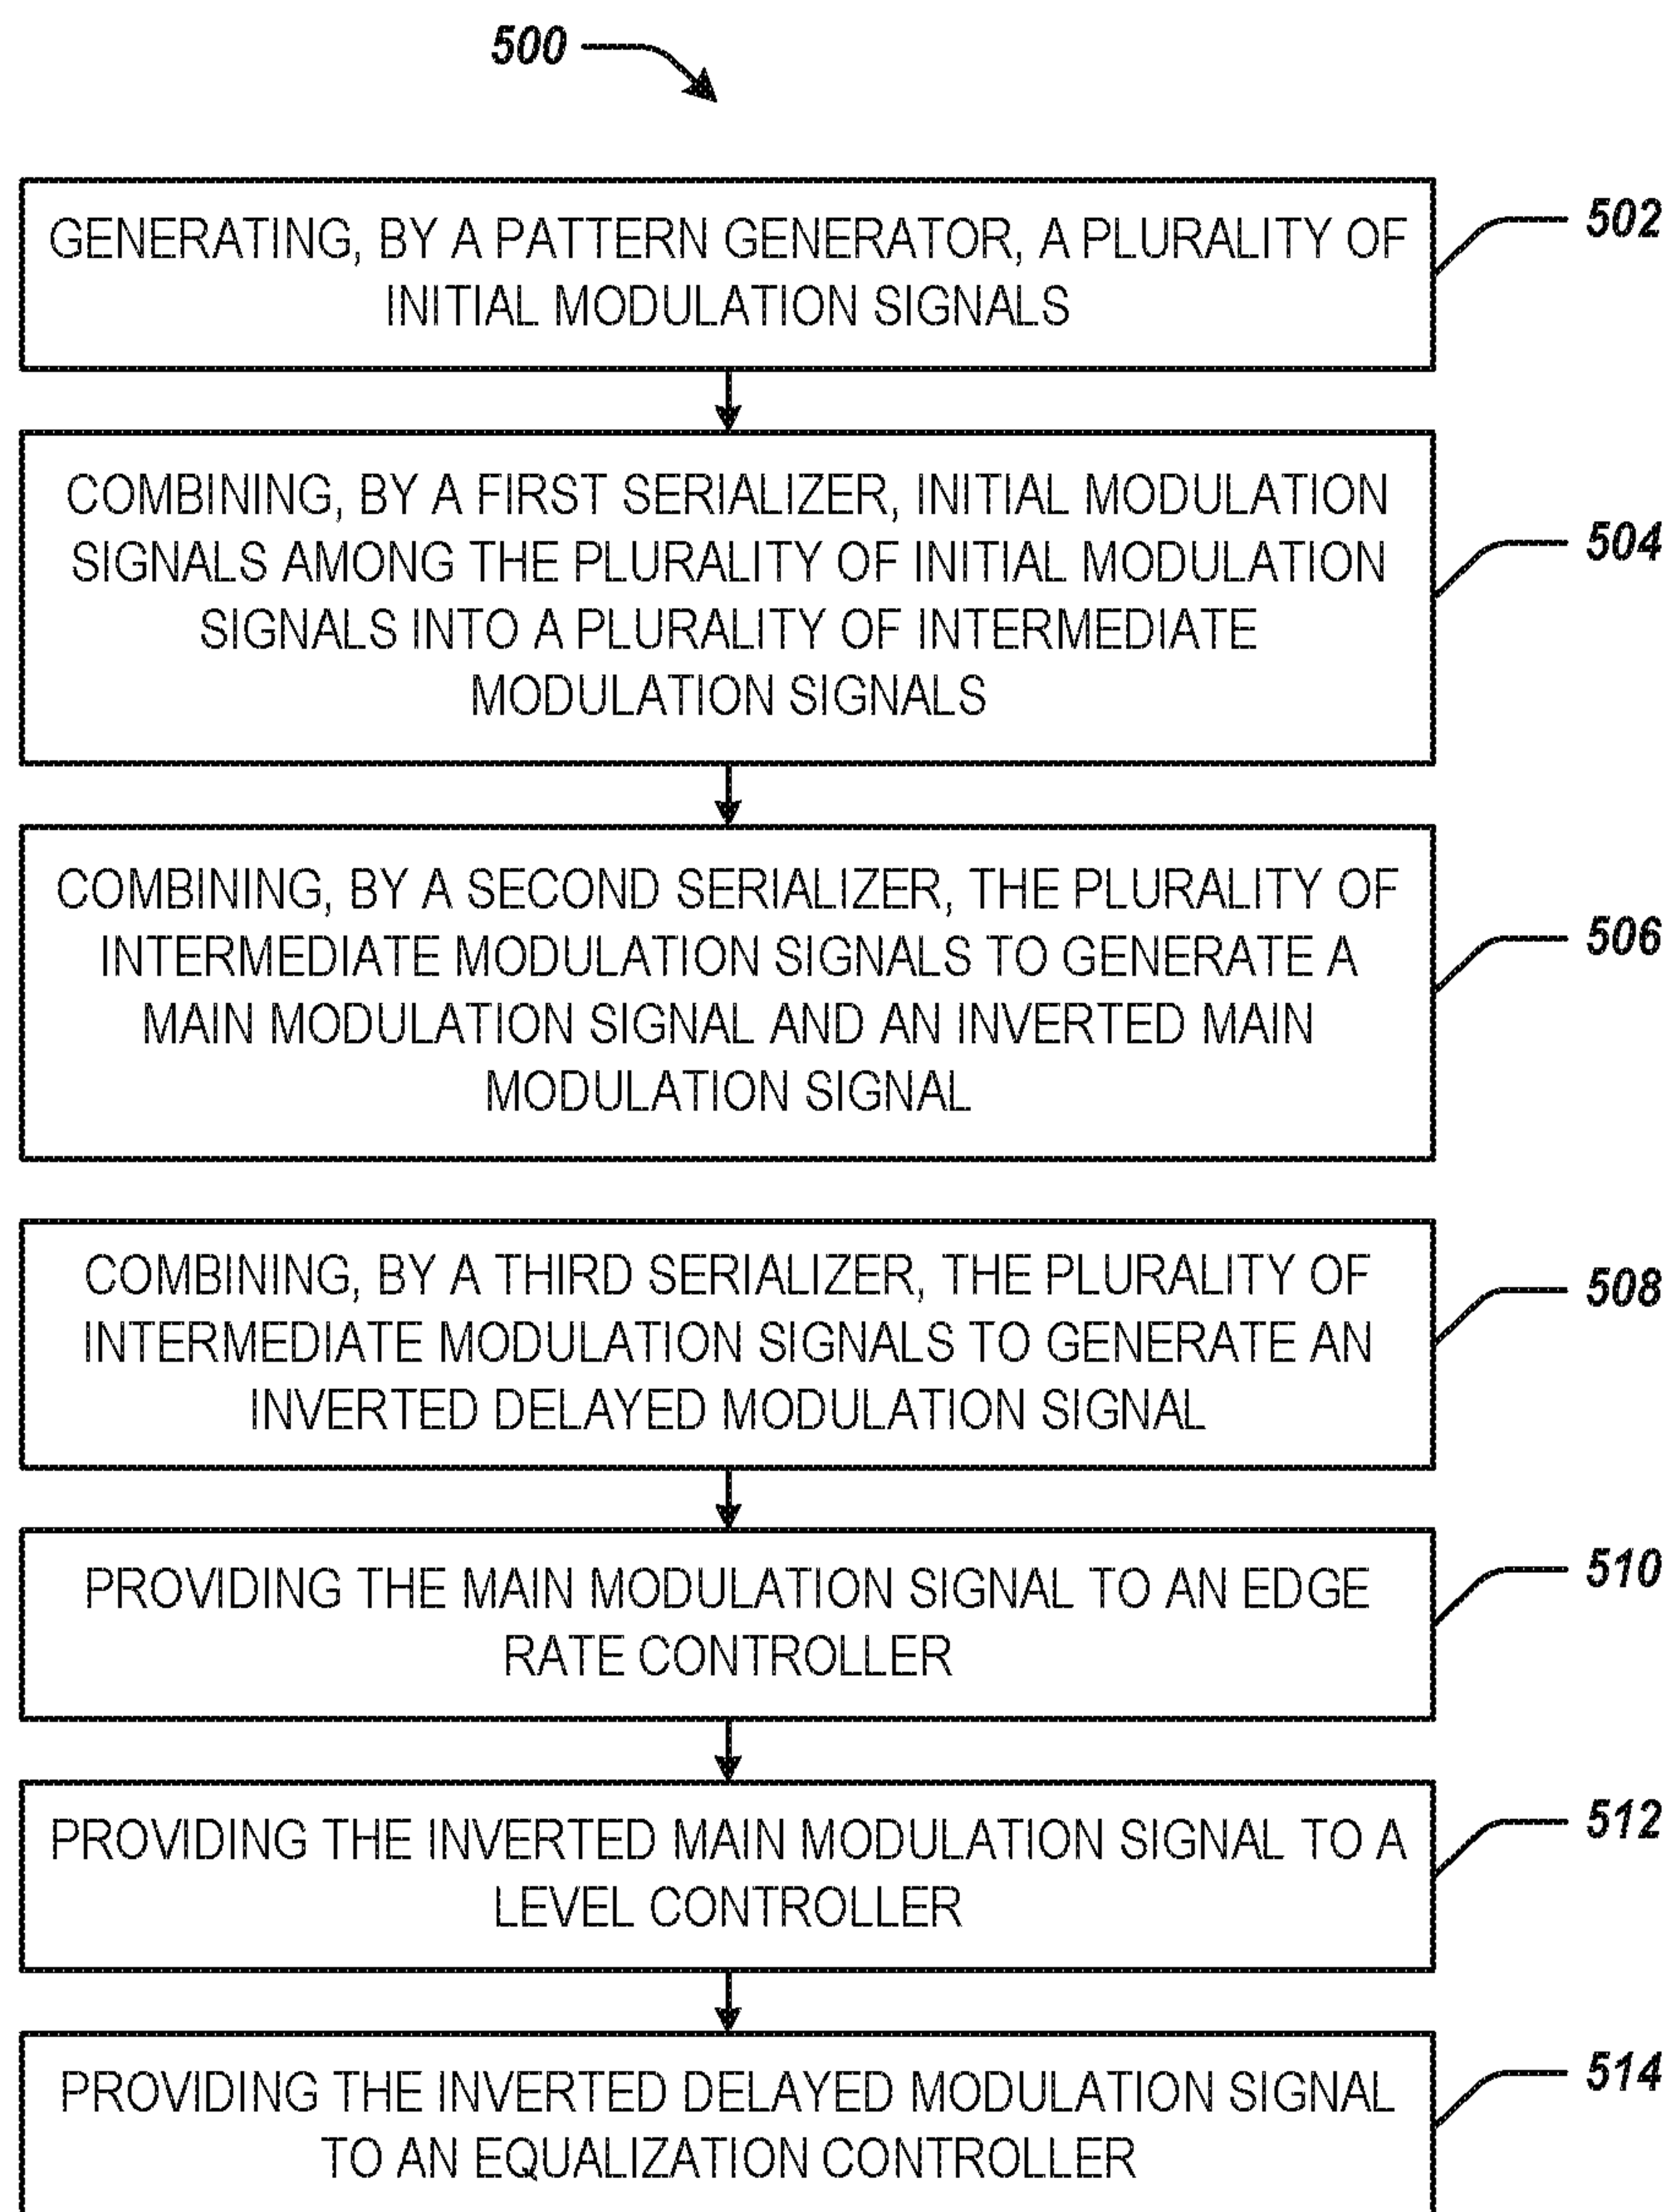 500
GENERATING, BY A PATTERN GENERATOR, A PLURALITY OF
INITIAL MODULATION SIGNALS
502
COMBINING, BY A FIRST SERIALIZER, INITIAL MODULATION
SIGNALS AMONG THE PLURALITY OF INITIAL MODULATION
SIGNALS INTO A PLURALITY OF INTERMEDIATE
MODULATION SIGNALS
504
COMBINING, BY A SECOND SERIALIZER, THE PLURALITY OF
INTERMEDIATE MODULATION SIGNALS TO GENERATE A
MAIN MODULATION SIGNAL AND AN INVERTED MAIN
MODULATION SIGNAL
506
COMBINING, BY A THIRD SERIALIZER, THE PLURALITY OF
INTERMEDIATE MODULATION SIGNALS TO GENERATE AN
INVERTED DELAYED MODULATION SIGNAL
508
PROVIDING THE MAIN MODULATION SIGNAL TO AN EDGE
RATE CONTROLLER
510
PROVIDING THE INVERTED MAIN MODULATION SIGNAL TO A
LEVEL CONTROLLER
512
PROVIDING THE INVERTED DELAYED MODULATION SIGNAL
TO AN EQUALIZATION CONTROLLER
514